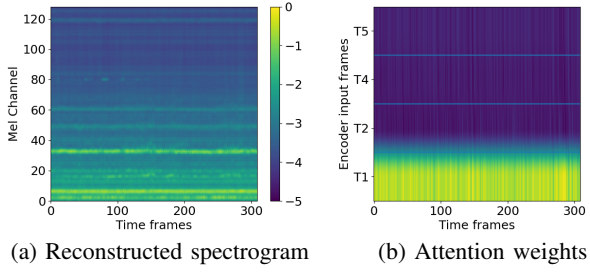 120
100
80
60
40
20
0
Mel Channel
0 100 200 300
Time frames
0
−1
−2
−3
−4
−5
T5
T4
T2
T1
Encoder input frames
0 100 200 300
Time frames
(a) Reconstructed spectrogram
(b) Attention weights